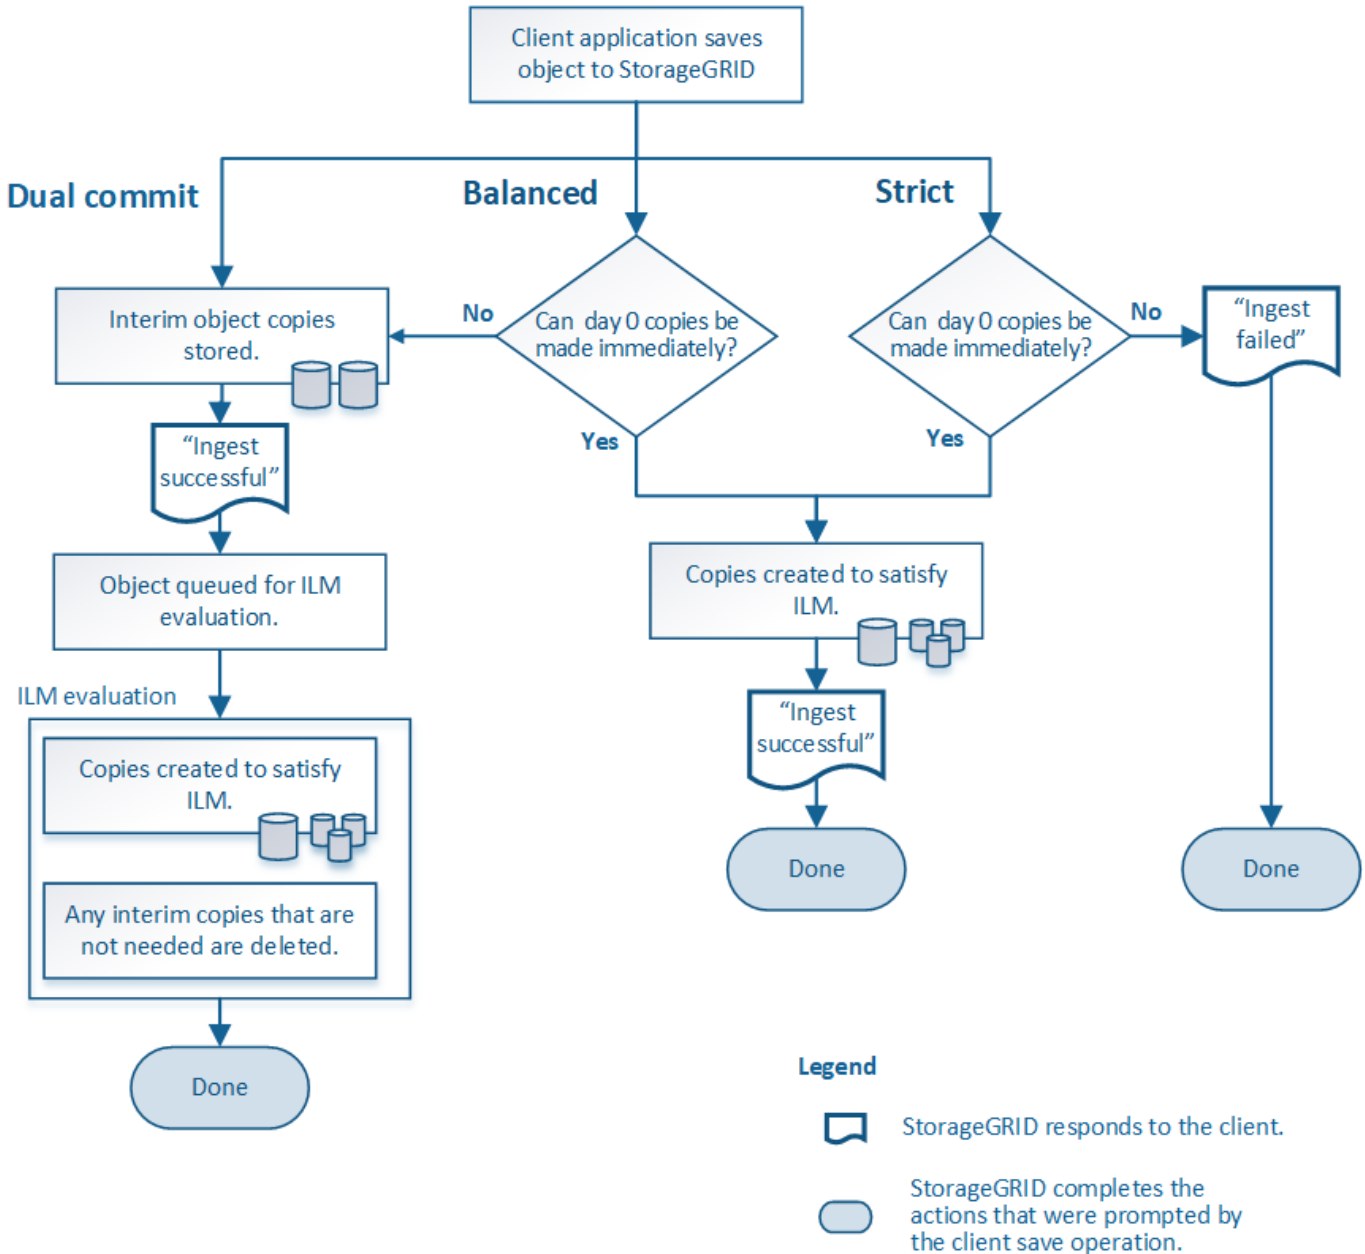 Client application saves
object to StorageGRID
Dual commit
Balanced
Strict
Interim object copies
stored.
No
Can day 0 copies be
made immediately?
Can day 0 copies be
made immediately?
No
“Ingest
failed”
Yes
Yes
“Ingest
successful”
Object queued for ILM
evaluation.
Copies created to satisfy
ILM.
ILM evaluation
“Ingest
successful”
Copies created to satisfy
ILM.
Any interim copies that are
not needed are deleted.
Done
Done
Done
Legend
StorageGRID responds to the client.
StorageGRID completes the
actions that were prompted by
the client save operation.